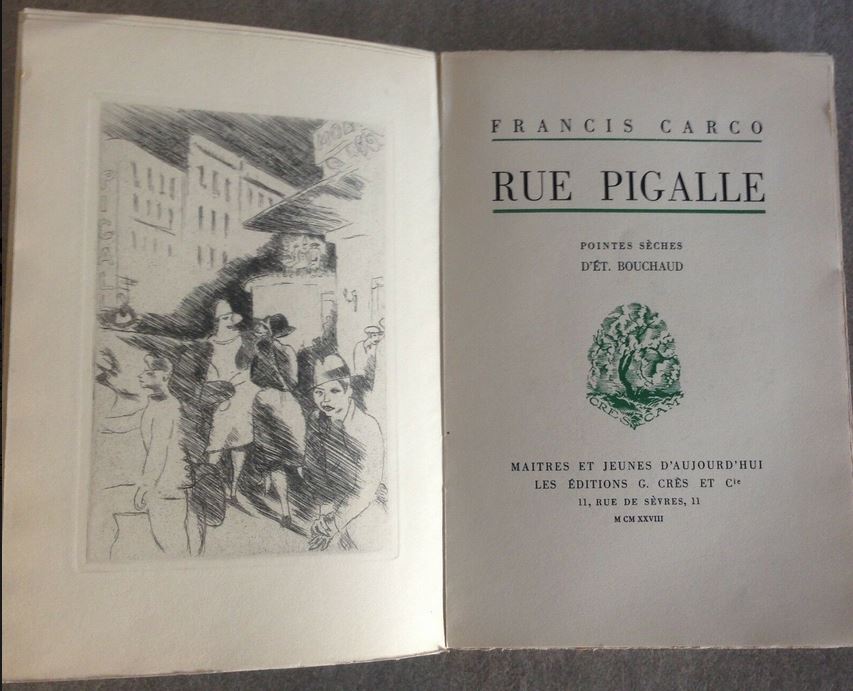 FRANCIS CARCO
RUE PIGALLE
POINTES SÈCHES
D'ÉT. BOUCHAUD
CRESCAM
MAITRES ET JEUNES D'AUJOURD'HUI
LES ÉDITIONS G. CRÈS ET Cie
11, RUE DE SÈVRES, 11
M CM XXVIII